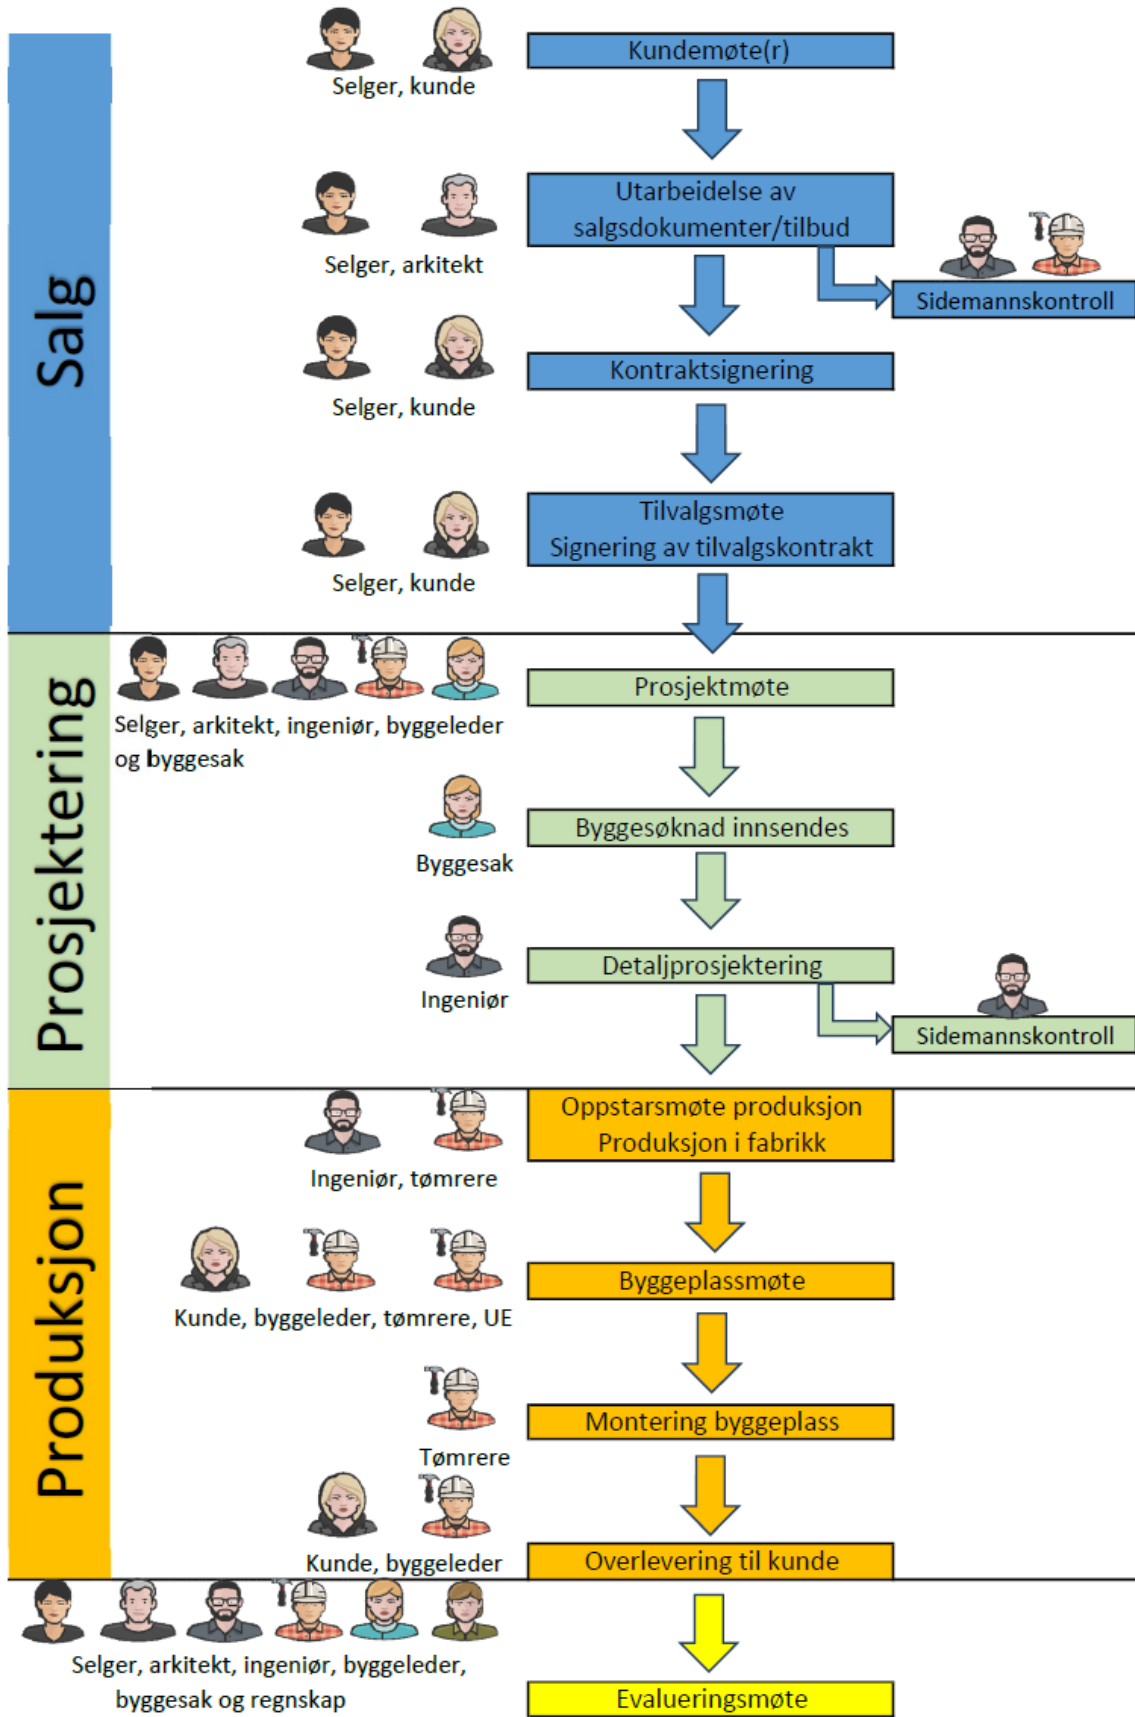 Salg
Kundemøte(r)
Selger, kunde
Utarbeidelse av
salgsdokumenter/tilbud
Selger, arkitekt
Sidemannskontroll
Kontraktsignering
Selger, kunde
Tilvalgsmøte
Signering av tilvalgskontrakt
Selger, kunde
Prosjektering
Prosjektmøte
Selger, arkitekt, ingeniør, byggeleder
og byggesak
Byggesøknad innsendes
Byggesak
Detaljprosjektering
Ingeniør
Sidemannskontroll
Produksjon
Oppstarsmøte produksjon
Produksjon i fabrikk
Ingeniør, tømrere
Byggeplassmøte
Kunde, byggeleder, tømrere, UE
Montering byggeplass
Tømrere
Overlevering til kunde
Kunde, byggeleder
Selger, arkitekt, ingeniør, byggeleder,
byggesak og regnskap
Evalueringsmøte